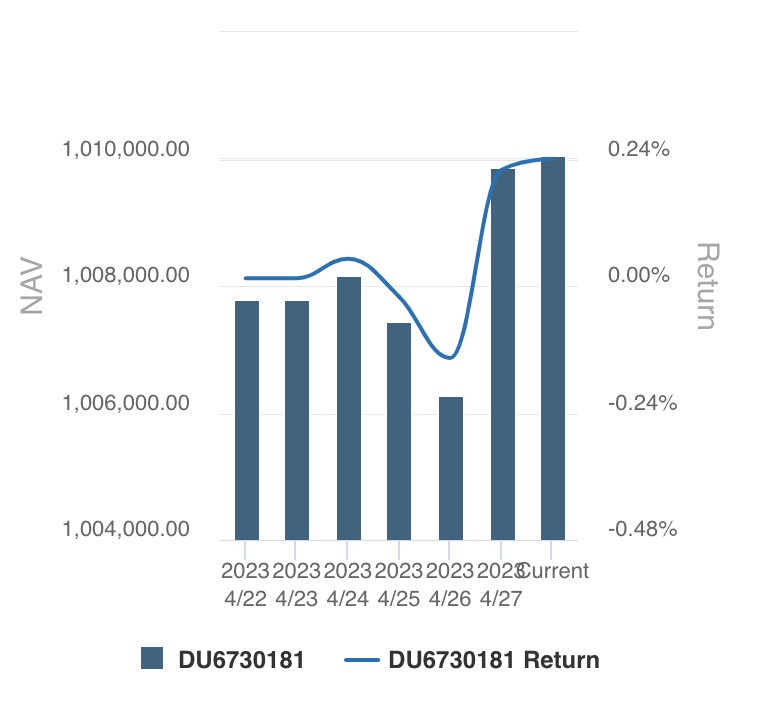 1,010,000.00
0.24%
1,008,000.00
0.00%
NAV
Return
1,006,000.00
-0.24%
1,004,000.00
-0.48%
2023 2023 2023 2023 2023 2023 Current
4/22 4/23 4/24 4/25 4/26 4/27
DU6730181 DU6730181 Return